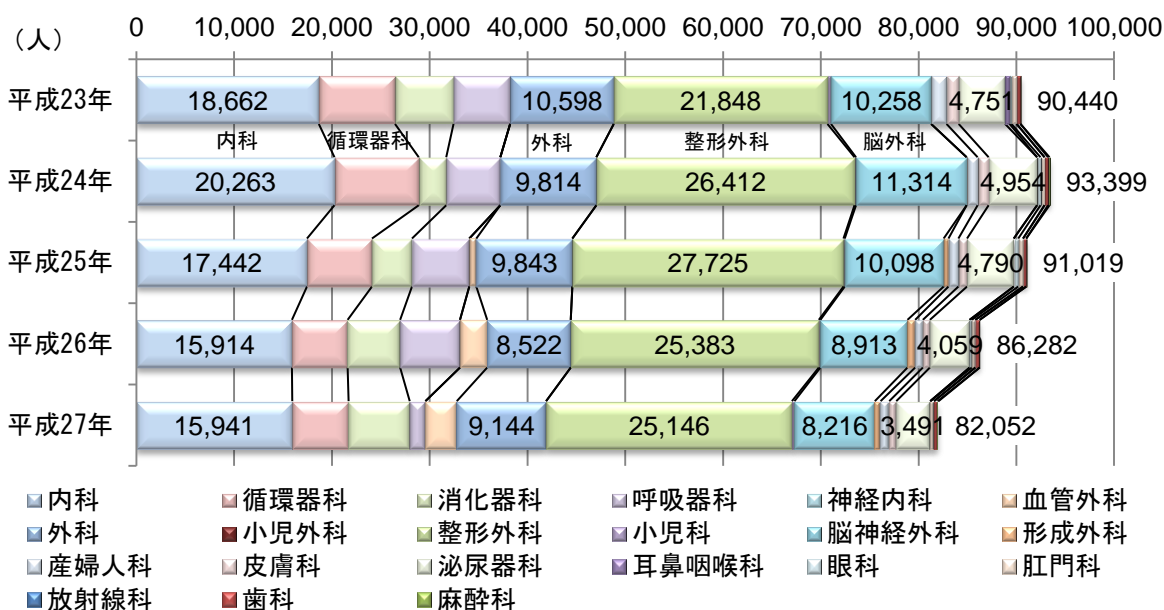 0 10,000 20,000 30,000 40,000 50,000 60,000 70,000 80,000 90,000 100,000
(人)
平成23年 18,662 10,598 21,848 10,258 4,751 90,440
内科 循環器科 外科 整形外科 脳外科
平成24年 20,263 9,814 26,412 11,314 4,954 93,399
平成25年 17,442 9,843 27,725 10,098 4,790 91,019
平成26年 15,914 8,522 25,383 8,913 4,059 86,282
平成27年 15,941 9,144 25,146 8,216 3,491 82,052
内科 循環器科 消化器科 呼吸器科 神経内科 血管外科
外科 小児外科 整形外科 小児科 脳神経外科 形成外科
産婦人科 皮膚科 泌尿器科 耳鼻咽喉科 眼科 肛門科
放射線科 歯科 麻酔科